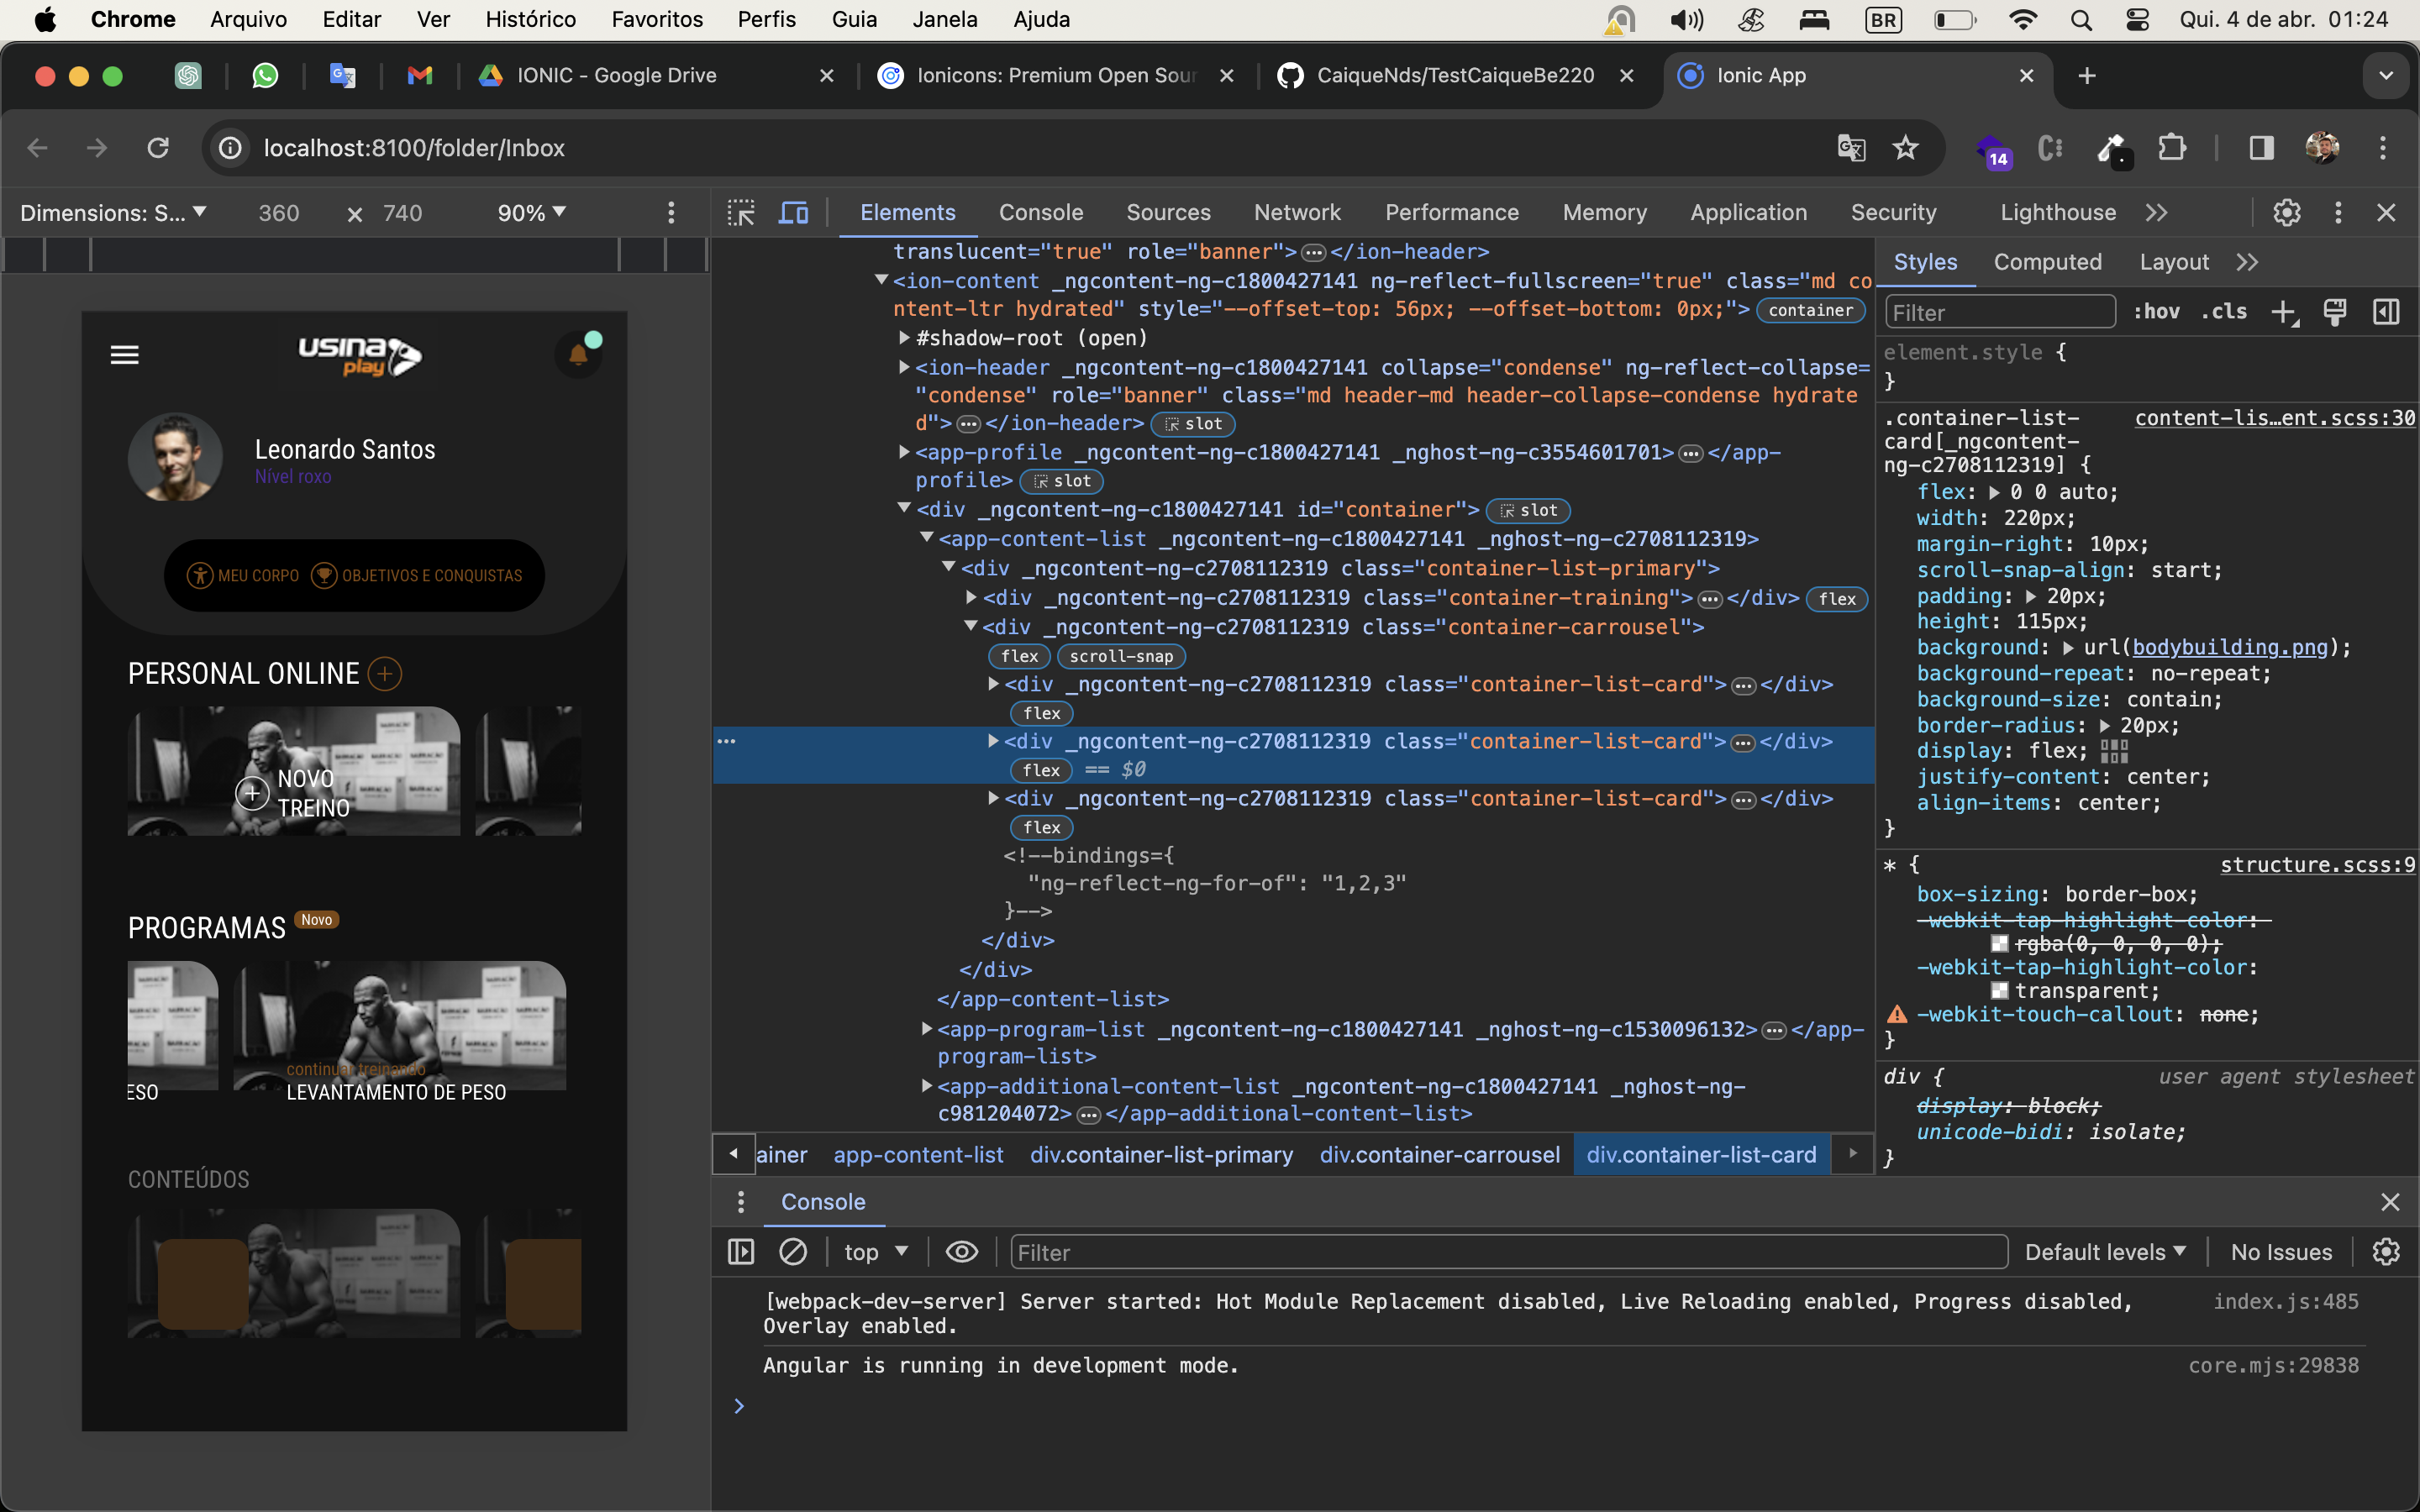 Chrome Arquivo Editar Ver Histórico Favoritos Perfis Guia Janela Ajuda BR Qui. 4 de abr. 01:24
IONIC - Google Drive Ionicons: Premium Open Sour CaiqueNds/TestCaiqueBe220 Ionic App
localhost:8100/folder/Inbox 14
Dimensions: S... 360 × 740 90%
Elements Console Sources Network Performance Memory Application Security Lighthouse
usina
play
Leonardo Santos
Nível roxo
MEU CORPO OBJETIVOS E CONQUISTAS
PERSONAL ONLINE
NOVO
TREINO
PROGRAMAS Novo
continuar treinando
ESO LEVANTAMENTO DE PESO
CONTEÚDOS
translucent="true" role="banner">…</ion-header>
<ion-content _ngcontent-ng-c1800427141 ng-reflect-fullscreen="true" class="md co
ntent-ltr hydrated" style="--offset-top: 56px; --offset-bottom: 0px;"> container
#shadow-root (open)
<ion-header _ngcontent-ng-c1800427141 collapse="condense" ng-reflect-collapse=
"condense" role="banner" class="md header-md header-collapse-condense hydrate
d">…</ion-header> slot
<app-profile _ngcontent-ng-c1800427141 _nghost-ng-c3554601701>…</app-
profile> slot
<div _ngcontent-ng-c1800427141 id="container"> slot
<app-content-list _ngcontent-ng-c1800427141 _nghost-ng-c2708112319>
<div _ngcontent-ng-c2708112319 class="container-list-primary">
<div _ngcontent-ng-c2708112319 class="container-training">…</div> flex
<div _ngcontent-ng-c2708112319 class="container-carrousel">
flex scroll-snap
<div _ngcontent-ng-c2708112319 class="container-list-card">…</div>
flex
<div _ngcontent-ng-c2708112319 class="container-list-card">…</div>
flex == $0
<div _ngcontent-ng-c2708112319 class="container-list-card">…</div>
flex
<!--bindings={
"ng-reflect-ng-for-of": "1,2,3"
}-->
</div>
</div>
</app-content-list>
<app-program-list _ngcontent-ng-c1800427141 _nghost-ng-c1530096132>…</app-
program-list>
<app-additional-content-list _ngcontent-ng-c1800427141 _nghost-ng-
c981204072>…</app-additional-content-list>
ainer app-content-list div.container-list-primary div.container-carrousel div.container-list-card
Styles Computed Layout
Filter :hov .cls
element.style {
}
.container-list- content-lis…ent.scss:30
card[_ngcontent-
ng-c2708112319] {
flex: 0 0 auto;
width: 220px;
margin-right: 10px;
scroll-snap-align: start;
padding: 20px;
height: 115px;
background: url(bodybuilding.png);
background-repeat: no-repeat;
background-size: contain;
border-radius: 20px;
display: flex;
justify-content: center;
align-items: center;
}
* { structure.scss:9
box-sizing: border-box;
-webkit-tap-highlight-color:
rgba(0, 0, 0, 0);
-webkit-tap-highlight-color:
transparent;
-webkit-touch-callout: none;
}
div { user agent stylesheet
display: block;
unicode-bidi: isolate;
}
Console
top Filter Default levels No Issues
[webpack-dev-server] Server started: Hot Module Replacement disabled, Live Reloading enabled, Progress disabled, index.js:485
Overlay enabled.
Angular is running in development mode. core.mjs:29838